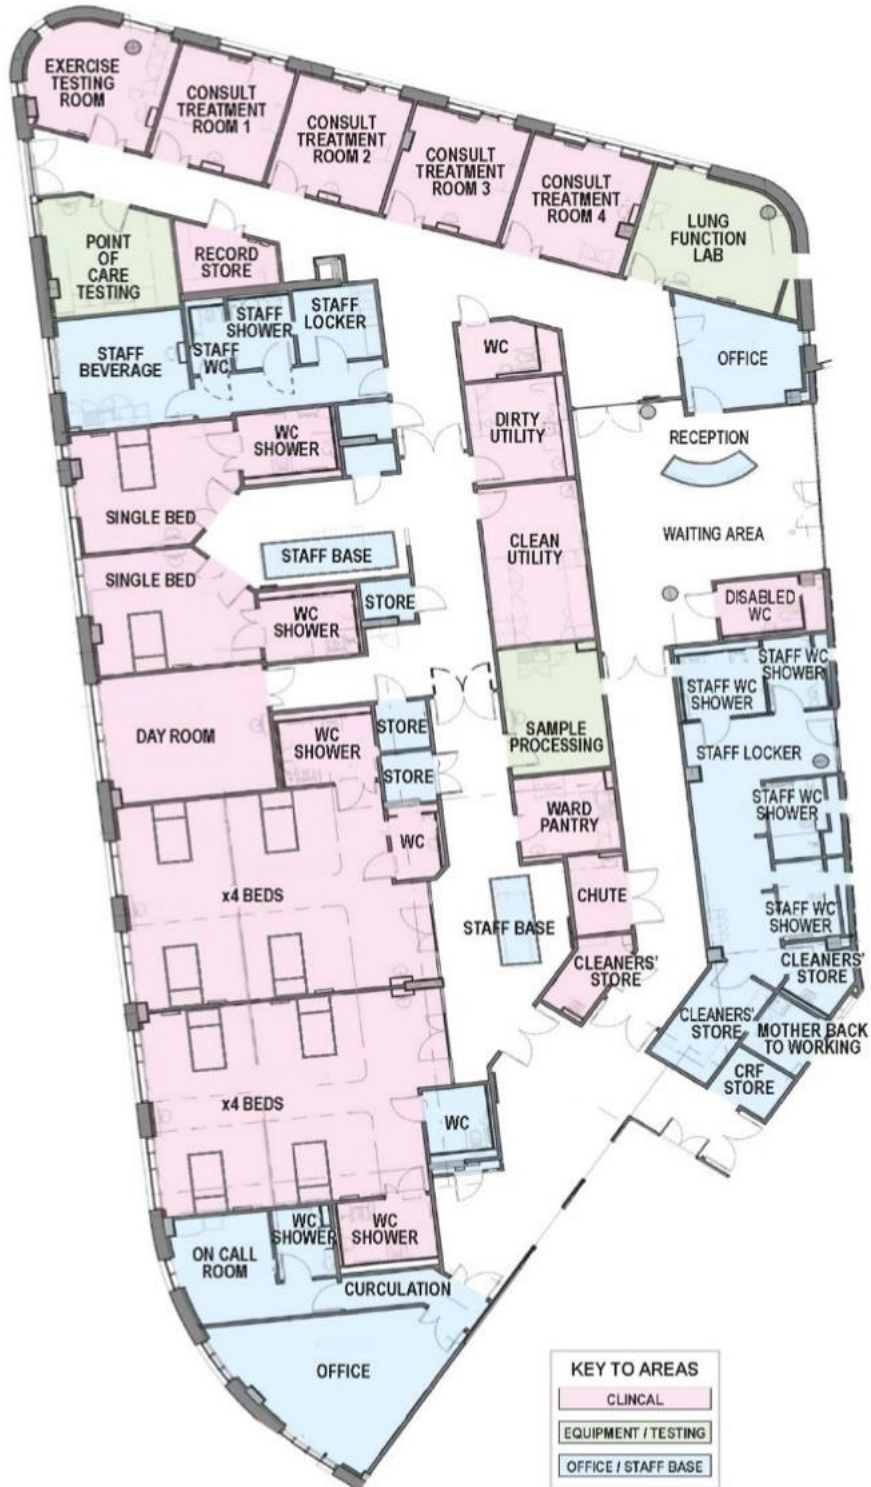 EXERCISE
TESTING
ROOM
CONSULT
TREATMENT
ROOM 1
CONSULT
TREATMENT
ROOM 2
CONSULT
TREATMENT
ROOM 3
CONSULT
TREATMENT
ROOM 4
LUNG
FUNCTION
LAB
POINT
OF
CARE
TESTING
RECORD
STORE
STAFF
BEVERAGE
STAFF
WC
STAFF
SHOWER
STAFF
LOCKER
WC
OFFICE
DIRTY
UTILITY
RECEPTION
WC
SHOWER
SINGLE BED
CLEAN
UTILITY
WAITING AREA
STAFF BASE
SINGLE BED
WC
SHOWER
STORE
DISABLED
WC
STAFF WC
SHOWER
STAFF WC
SHOWER
DAY ROOM
WC
SHOWER
STORE
STORE
SAMPLE
PROCESSING
STAFF LOCKER
WARD
PANTRY
STAFF WC
SHOWER
WC
x4 BEDS
CHUTE
STAFF BASE
STAFF WC
SHOWER
CLEANERS'
STORE
CLEANERS'
STORE
CLEANERS'
STORE
MOTHER BACK
TO WORKING
CRF
STORE
x4 BEDS
WC
ON CALL
ROOM
WC
SHOWER
WC
SHOWER
CURCULATION
OFFICE
KEY TO AREAS
CLINCAL
EQUIPMENT / TESTING
OFFICE / STAFF BASE